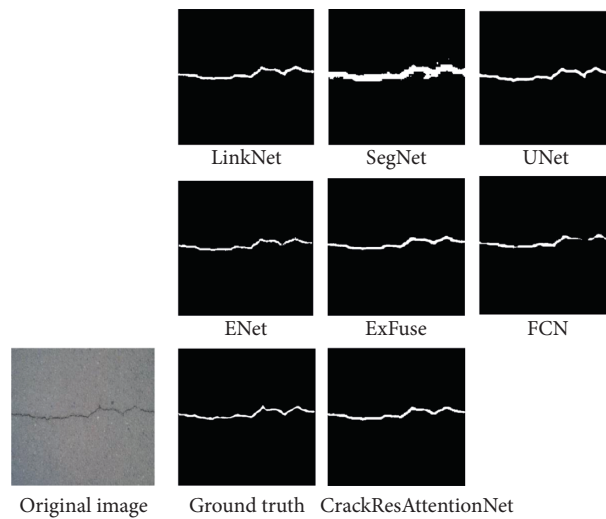 LinkNet SegNet UNet
ENet ExFuse FCN
Original image Ground truth CrackResAttentionNet